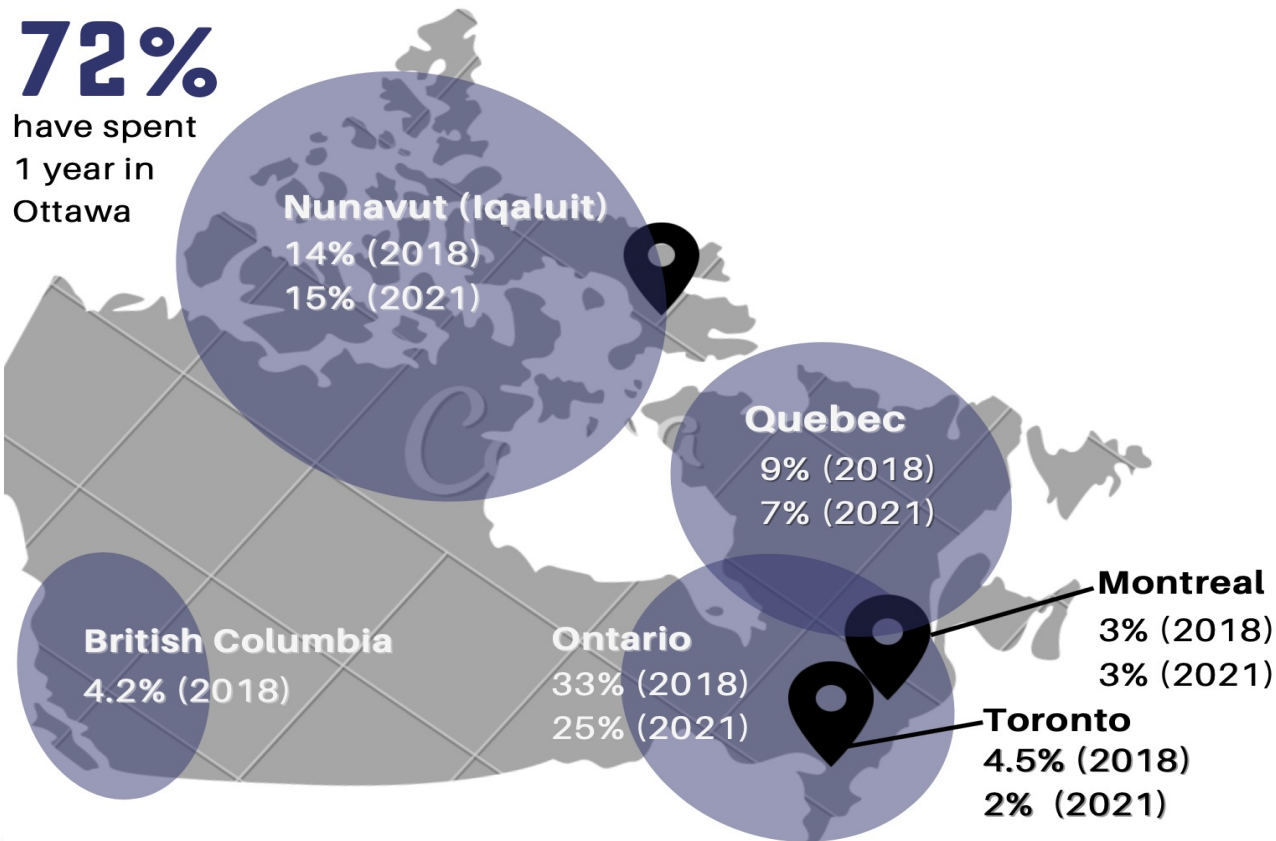 72%
have spent
1 year in
Ottawa
Nunavut (Iqaluit)
14% (2018)
15% (2021)
Quebec
9% (2018)
7% (2021)
British Columbia
4.2% (2018)
Ontario
33% (2018)
25% (2021)
Montreal
3% (2018)
3% (2021)
Toronto
4.5% (2018)
2% (2021)